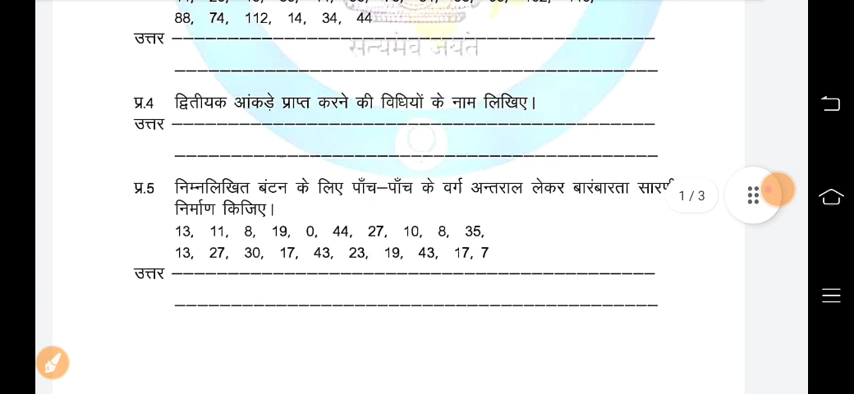 88, 74, 112, 14, 34, 44
सत्यमेव जयते
उत्तर
प्र.4 द्वितीयक आंकड़े प्राप्त करने की विधियों के नाम लिखिए।
उत्तर
प्र.5 निम्नलिखित बंटन के लिए पाँच–पाँच के वर्ग अन्तराल लेकर बारंबारता
निर्माण किजिए।
1 / 3
13, 11, 8, 19, 0, 44, 27, 10, 8, 35,
13, 27, 30, 17, 43, 23, 19, 43, 17, 7
उत्तर